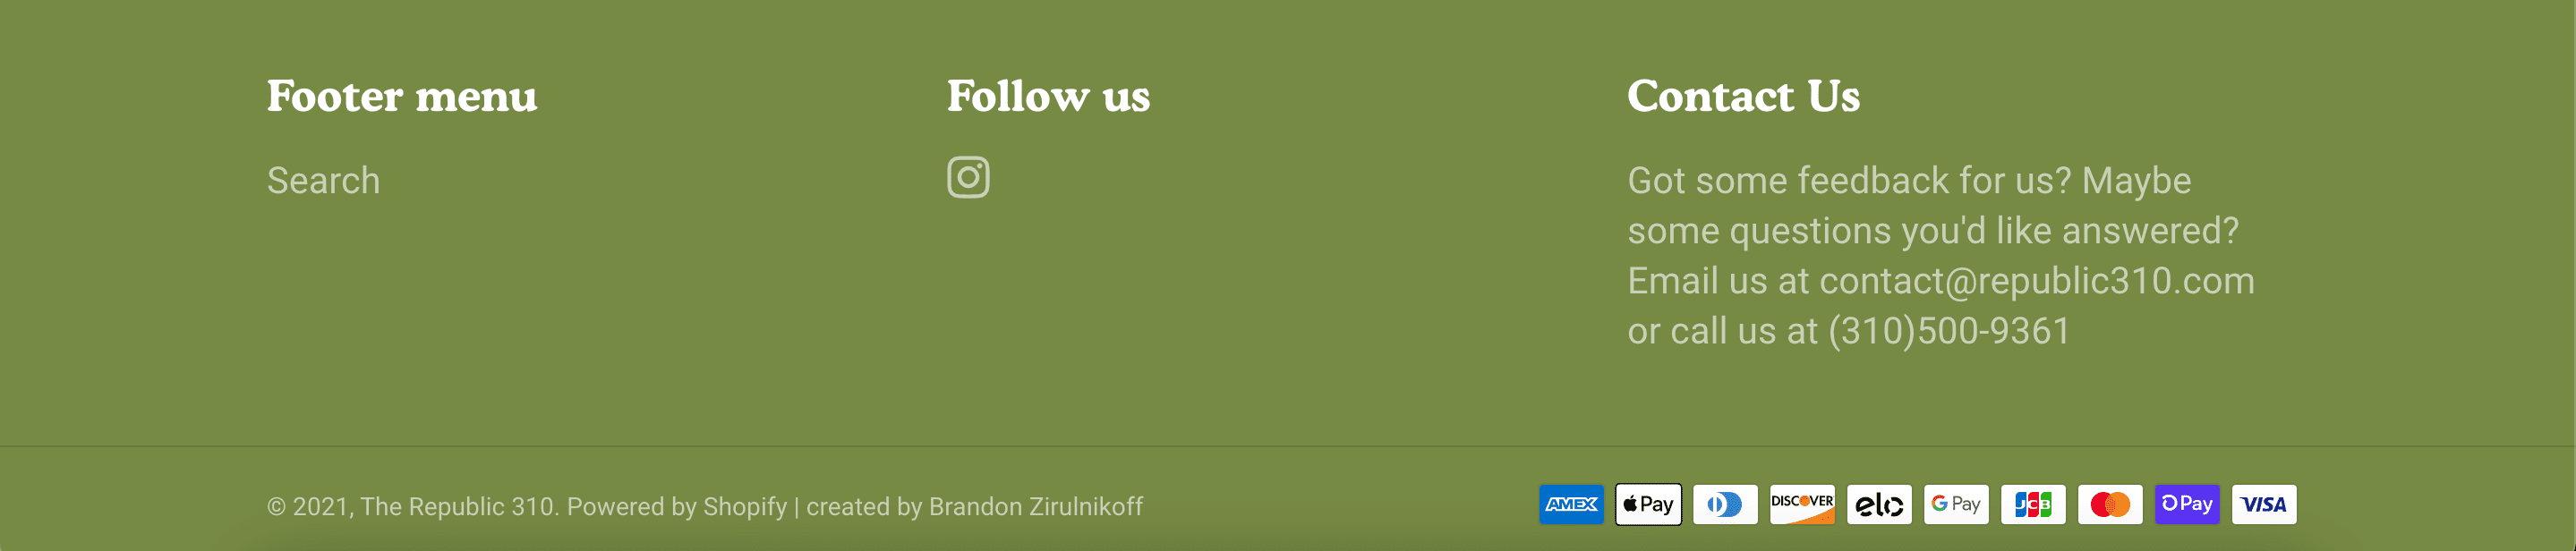 Footer menu
Search
Follow us
Contact Us
Got some feedback for us? Maybe
some questions you'd like answered?
Email us at contact@republic310.com
or call us at (310)500-9361
© 2021, The Republic 310. Powered by Shopify | created by Brandon Zirulnikoff
AMEX Pay DISCOVER elo G Pay JCB Pay VISA